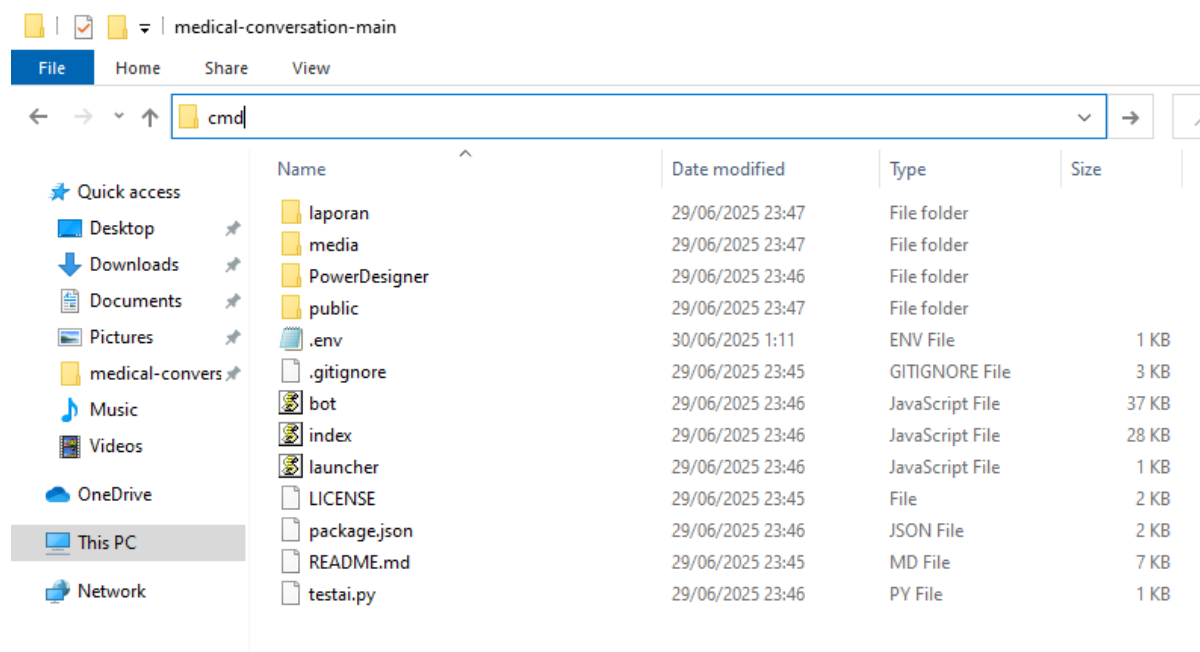 medical-conversation-main
File Home Share View
cmd
Name Date modified Type Size
Quick access
Desktop
Downloads
Documents
Pictures
medical-convers
Music
Videos
OneDrive
This PC
Network
laporan 29/06/2025 23:47 File folder
media 29/06/2025 23:47 File folder
PowerDesigner 29/06/2025 23:46 File folder
public 29/06/2025 23:47 File folder
.env 30/06/2025 1:11 ENV File 1 KB
.gitignore 29/06/2025 23:45 GITIGNORE File 3 KB
bot 29/06/2025 23:46 JavaScript File 37 KB
index 29/06/2025 23:46 JavaScript File 28 KB
launcher 29/06/2025 23:46 JavaScript File 1 KB
LICENSE 29/06/2025 23:45 File 2 KB
package.json 29/06/2025 23:46 JSON File 2 KB
README.md 29/06/2025 23:45 MD File 7 KB
testai.py 29/06/2025 23:46 PY File 1 KB